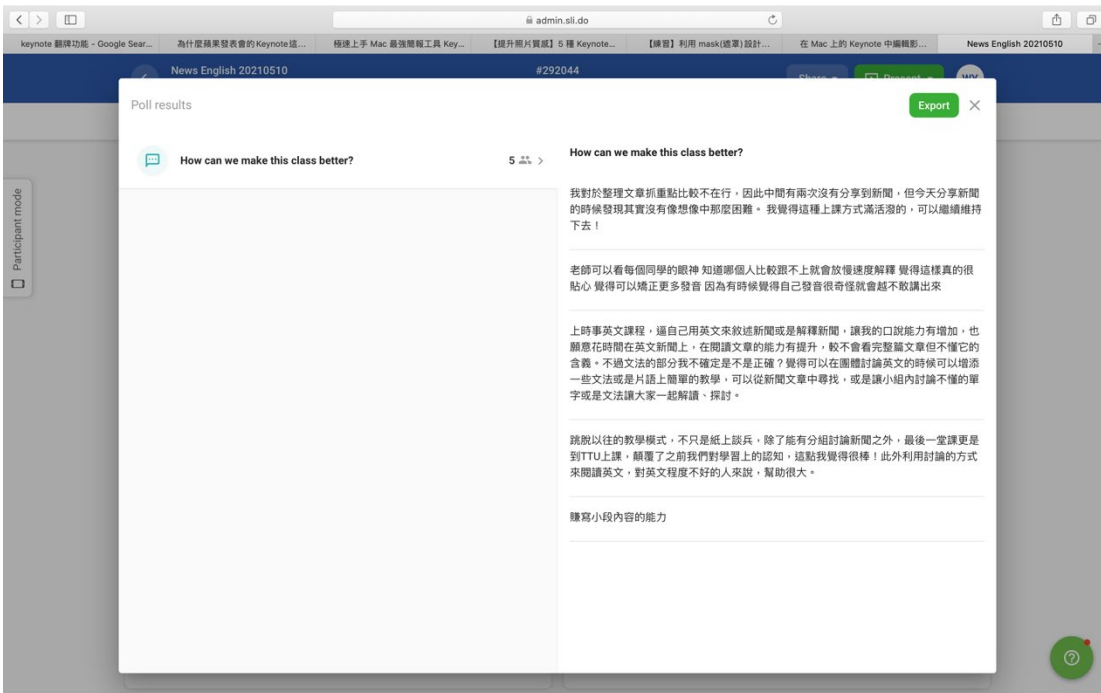 admin.sli.do
keynote 翻牌功能 - Google Sear...
為什麼蘋果發表會的Keynote這...
極速上手 Mac 最強簡報工具 Key...
【提升照片質感】5 種 Keynote...
【練習】利用 mask(遮罩)設計...
在 Mac 上的 Keynote 中編輯影...
News English 20210510
News English 20210510
#292044
Share
Present
WY
Poll results
Export
How can we make this class better?
5
How can we make this class better?
我對於整理文章抓重點比較不在行，因此中間有兩次沒有分享到新聞，但今天分享新聞
的時候發現其實沒有像想像中那麼困難。 我覺得這種上課方式滿活潑的，可以繼續維持
下去！
老師可以看每個同學的眼神 知道哪個人比較跟不上就會放慢速度解釋 覺得這樣真的很
貼心 覺得可以矯正更多發音 因為有時候覺得自己發音很奇怪就會越不敢講出來
上時事英文課程，逼自己用英文來敘述新聞或是解釋新聞，讓我的口說能力有增加，也
願意花時間在英文新聞上，在閱讀文章的能力有提升，較不會看完整篇文章但不懂它的
含義。不過文法的部分我不確定是不是正確？覺得可以在團體討論英文的時候可以增添
一些文法或是片語上簡單的教學，可以從新聞文章中尋找，或是讓小組內討論不懂的單
字或是文法讓大家一起解讀、探討。
跳脫以往的教學模式，不只是紙上談兵，除了能有分組討論新聞之外，最後一堂課更是
到TTU上課，顛覆了之前我們對學習上的認知，這點我覺得很棒！此外利用討論的方式
來閱讀英文，對英文程度不好的人來說，幫助很大。
賺寫小段內容的能力
Participant mode